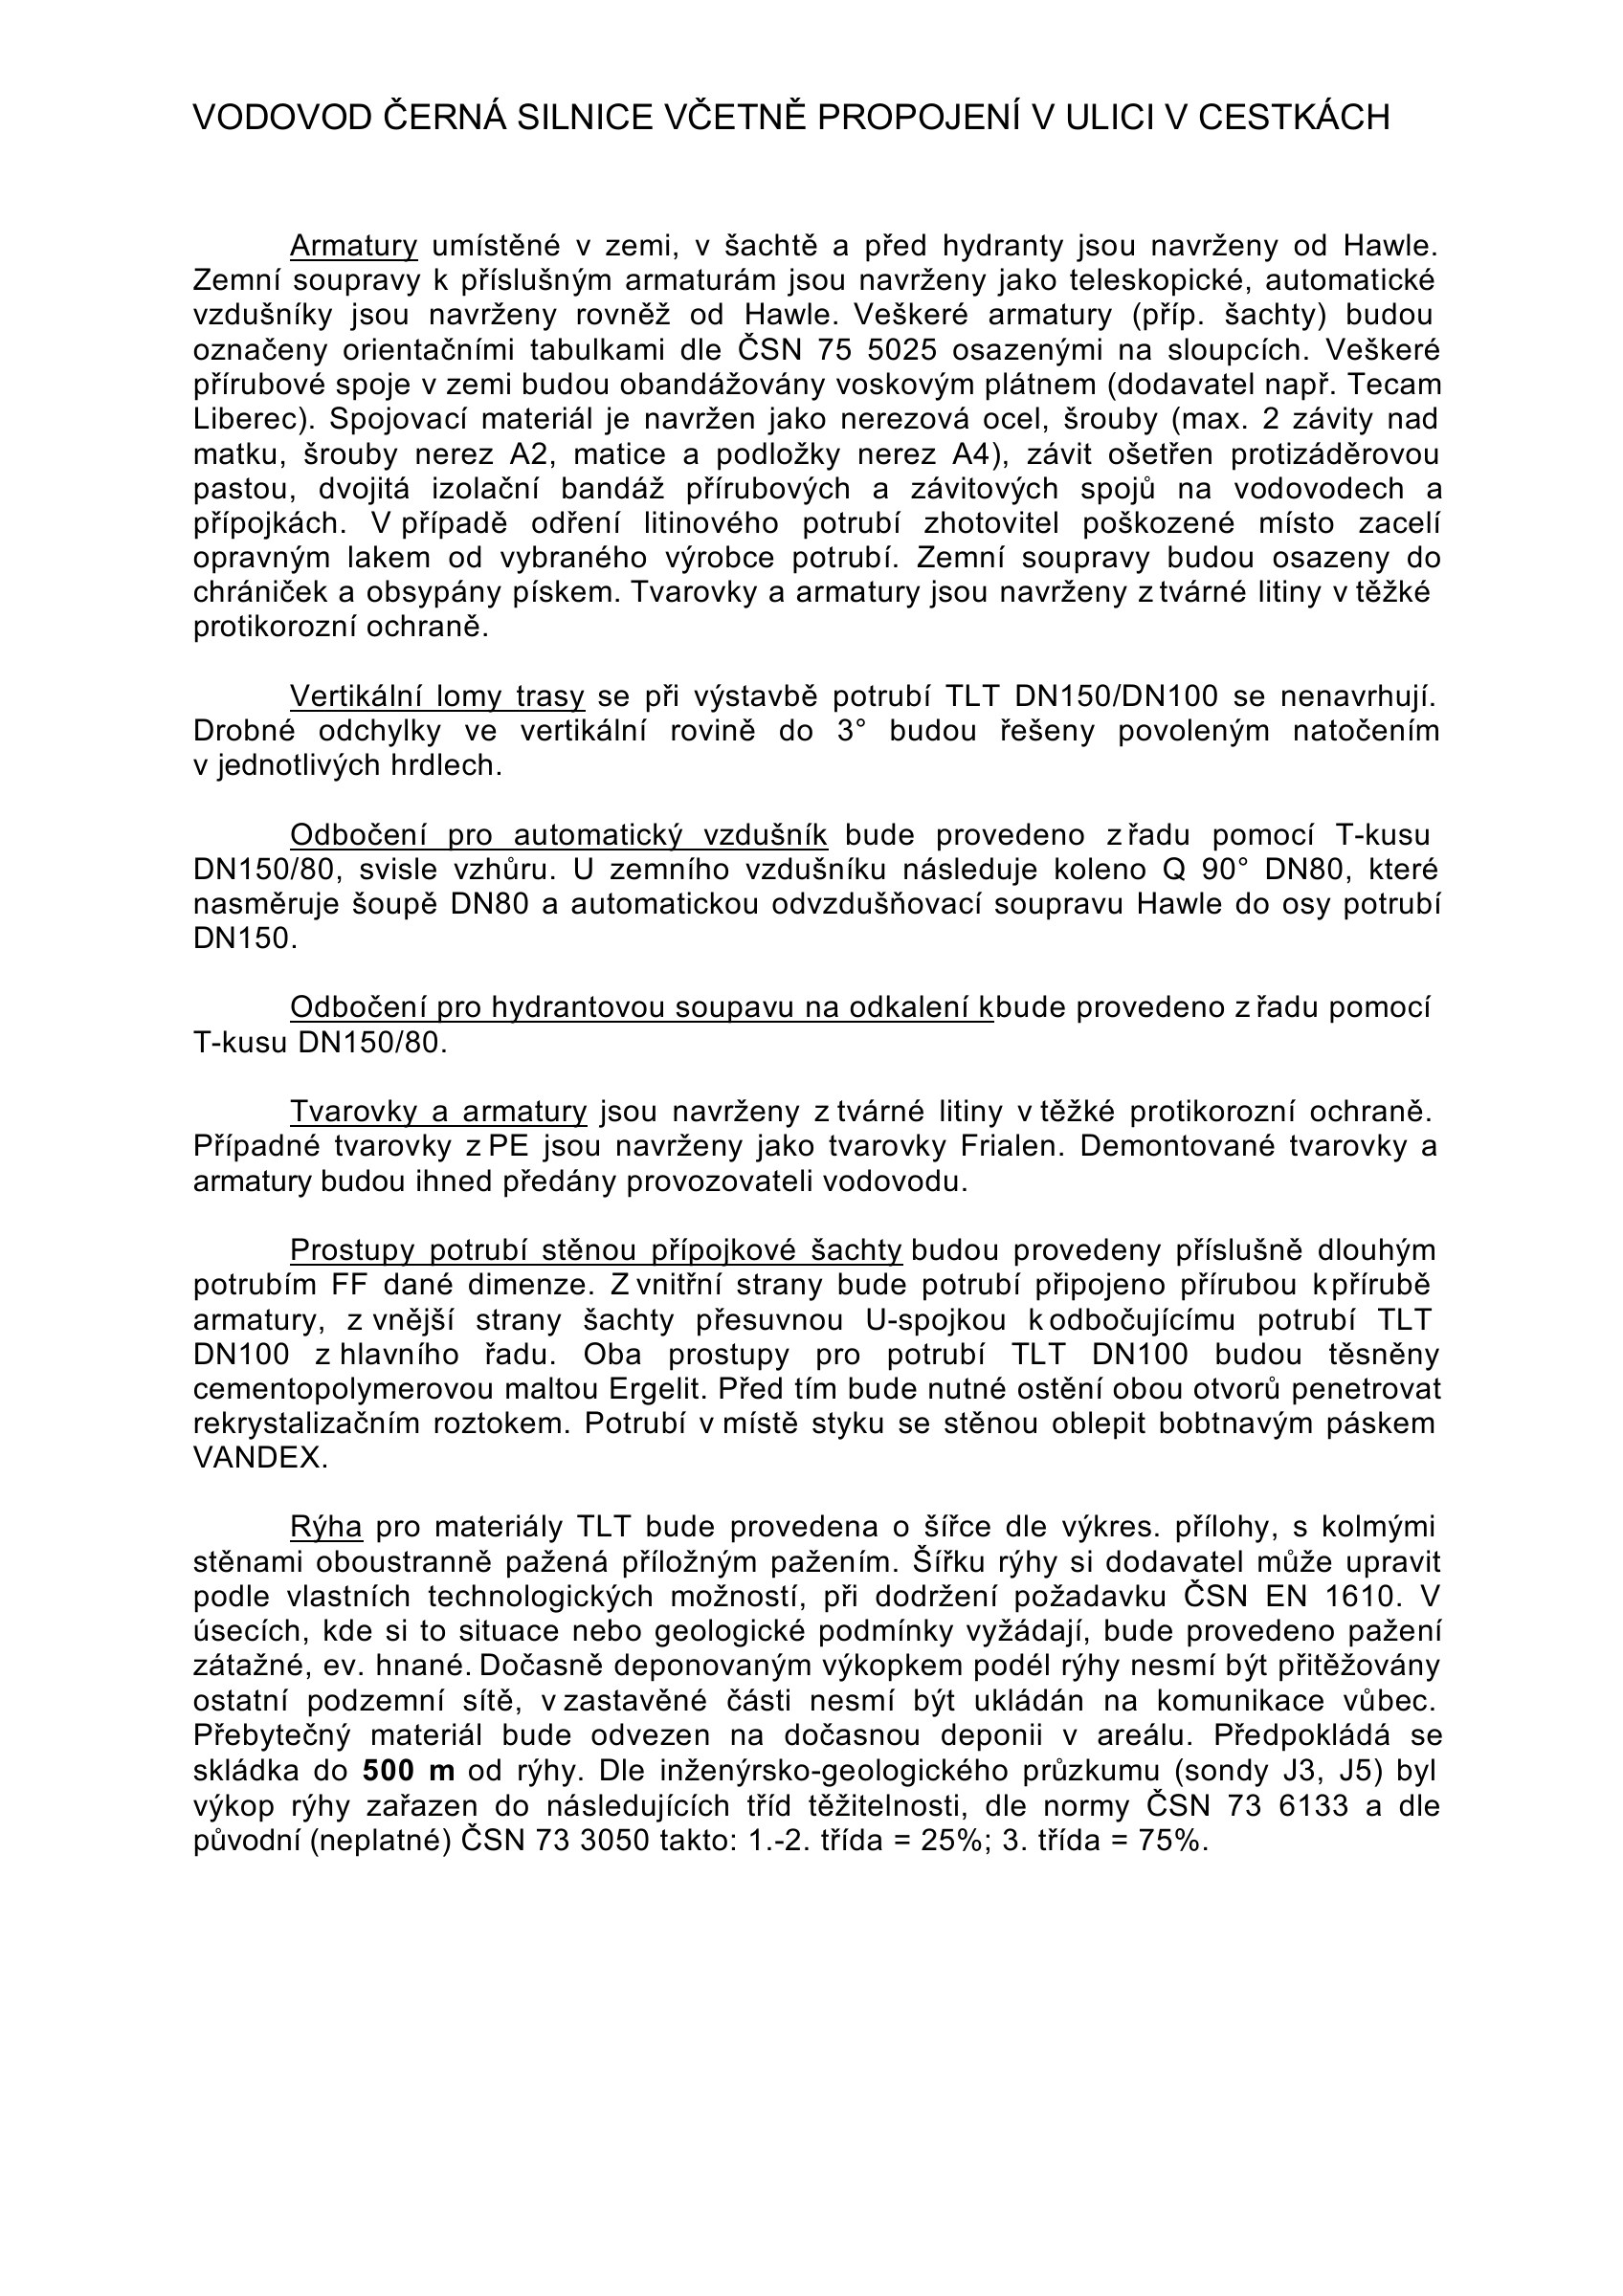 VODOVOD ČERNÁ SILNICE VČETNĚ PROPOJENÍ V ULICI V CESTKÁCH
Armatury umístěné v zemi, v šachtě a před hydranty jsou navrženy od Hawle.
Zemní soupravy k příslušným armaturám jsou navrženy jako teleskopické, automatické
vzdušníky jsou navrženy rovněž od Hawle. Veškeré armatury (příp. šachty) budou
označeny orientačními tabulkami dle ČSN 75 5025 osazenými na sloupcích. Veškeré
přírubové spoje v zemi budou obandážovány voskovým plátnem (dodavatel např. Tecam
Liberec). Spojovací materiál je navržen jako nerezová ocel, šrouby (max. 2 závity nad
matku, šrouby nerez A2, matice a podložky nerez A4), závit ošetřen protizáděrovou
pastou, dvojitá izolační bandáž přírubových a závitových spojů na vodovodech a
přípojkách. V případě odření litinového potrubí zhotovitel poškozené místo zacelí
opravným lakem od vybraného výrobce potrubí. Zemní soupravy budou osazeny do
chrániček a obsypány pískem. Tvarovky a armatury jsou navrženy z tvárné litiny v těžké
protikorozní ochraně.
Vertikální lomy trasy se při výstavbě potrubí TLT DN150/DN100 se nenavrhují.
Drobné odchylky ve vertikální rovině do 3° budou řešeny povoleným natočením
v jednotlivých hrdlech.
Odbočení pro automatický vzdušník bude provedeno z řadu pomocí T-kusu
DN150/80, svisle vzhůru. U zemního vzdušníku následuje koleno Q 90° DN80, které
nasměruje šoupě DN80 a automatickou odvzdušňovací soupravu Hawle do osy potrubí
DN150.
Odbočení pro hydrantovou soupavu na odkalení kbude provedeno z řadu pomocí
T-kusu DN150/80.
Tvarovky a armatury jsou navrženy z tvárné litiny v těžké protikorozní ochraně.
Případné tvarovky z PE jsou navrženy jako tvarovky Frialen. Demontované tvarovky a
armatury budou ihned předány provozovateli vodovodu.
Prostupy potrubí stěnou přípojkové šachty budou provedeny příslušně dlouhým
potrubím FF dané dimenze. Z vnitřní strany bude potrubí připojeno přírubou k přírubě
armatury, z vnější strany šachty přesuvnou U-spojkou k odbočujícímu potrubí TLT
DN100 z hlavního řadu. Oba prostupy pro potrubí TLT DN100 budou těsněny
cementopolymerovou maltou Ergelit. Před tím bude nutné ostění obou otvorů penetrovat
rekrystalizačním roztokem. Potrubí v místě styku se stěnou oblepit bobtnavým páskem
VANDEX.
Rýha pro materiály TLT bude provedena o šířce dle výkres. přílohy, s kolmými
stěnami oboustranně pažená příložným pažením. Šířku rýhy si dodavatel může upravit
podle vlastních technologických možností, při dodržení požadavku ČSN EN 1610. V
úsecích, kde si to situace nebo geologické podmínky vyžádají, bude provedeno pažení
zátažné, ev. hnané. Dočasně deponovaným výkopkem podél rýhy nesmí být přitěžovány
ostatní podzemní sítě, v zastavěné části nesmí být ukládán na komunikace vůbec.
Přebytečný materiál bude odvezen na dočasnou deponii v areálu. Předpokládá se
skládka do 500 m od rýhy. Dle inženýrsko-geologického průzkumu (sondy J3, J5) byl
výkop rýhy zařazen do následujících tříd těžitelnosti, dle normy ČSN 73 6133 a dle
původní (neplatné) ČSN 73 3050 takto: 1.-2. třída = 25%; 3. třída = 75%.